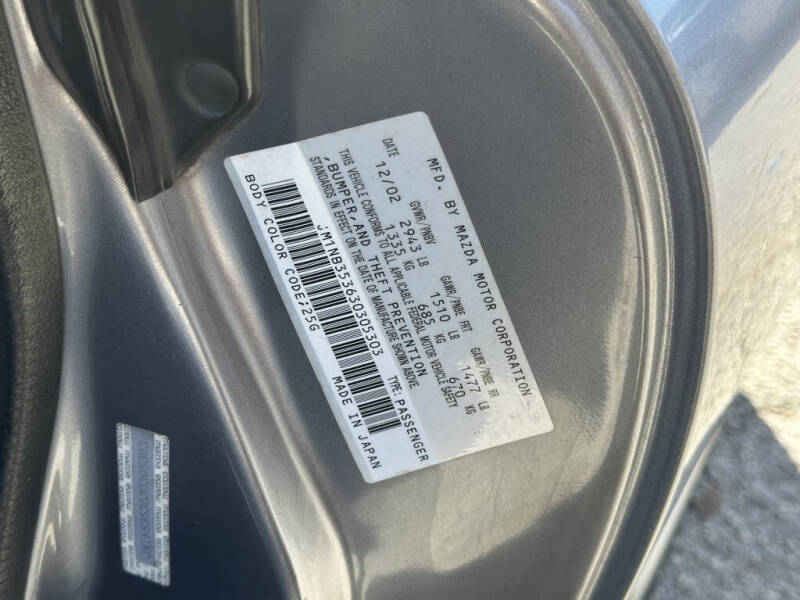 MFD. BY MAZDA MOTOR CORPORATION
DATE GVWR/PNBV GAWR/PNBE FRT GAWR/PNBE RR
12/02 2943 LB 1510 LB 1477 LB
1335 KG 685 KG 670 KG
THIS VEHICLE CONFORMS TO ALL APPLICABLE FEDERAL MOTOR VEHICLE SAFETY
, BUMPER, AND THEFT PREVENTION
STANDARDS IN EFFECT ON THE DATE OF MANUFACTURE SHOWN ABOVE.
JM1NB353630305303 TYPE: PASSENGER
MADE IN JAPAN
BODY COLOR CODE;25G